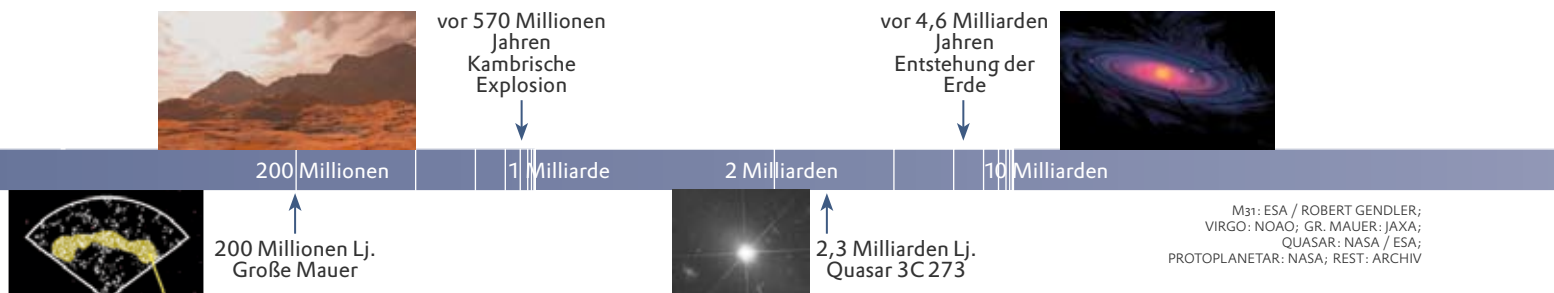 vor 570 Millionen
Jahren
Kambrische
Explosion
vor 4,6 Milliarden
Jahren
Entstehung der
Erde
200 Millionen
1 Milliarde
2 Milliarden
10 Milliarden
200 Millionen Lj.
Große Mauer
2,3 Milliarden Lj.
Quasar 3C 273
M31: ESA / ROBERT GENDLER;
VIRGO: NOAO; GR. MAUER: JAXA;
QUASAR: NASA / ESA;
PROTOPLANETAR: NASA; REST: ARCHIV